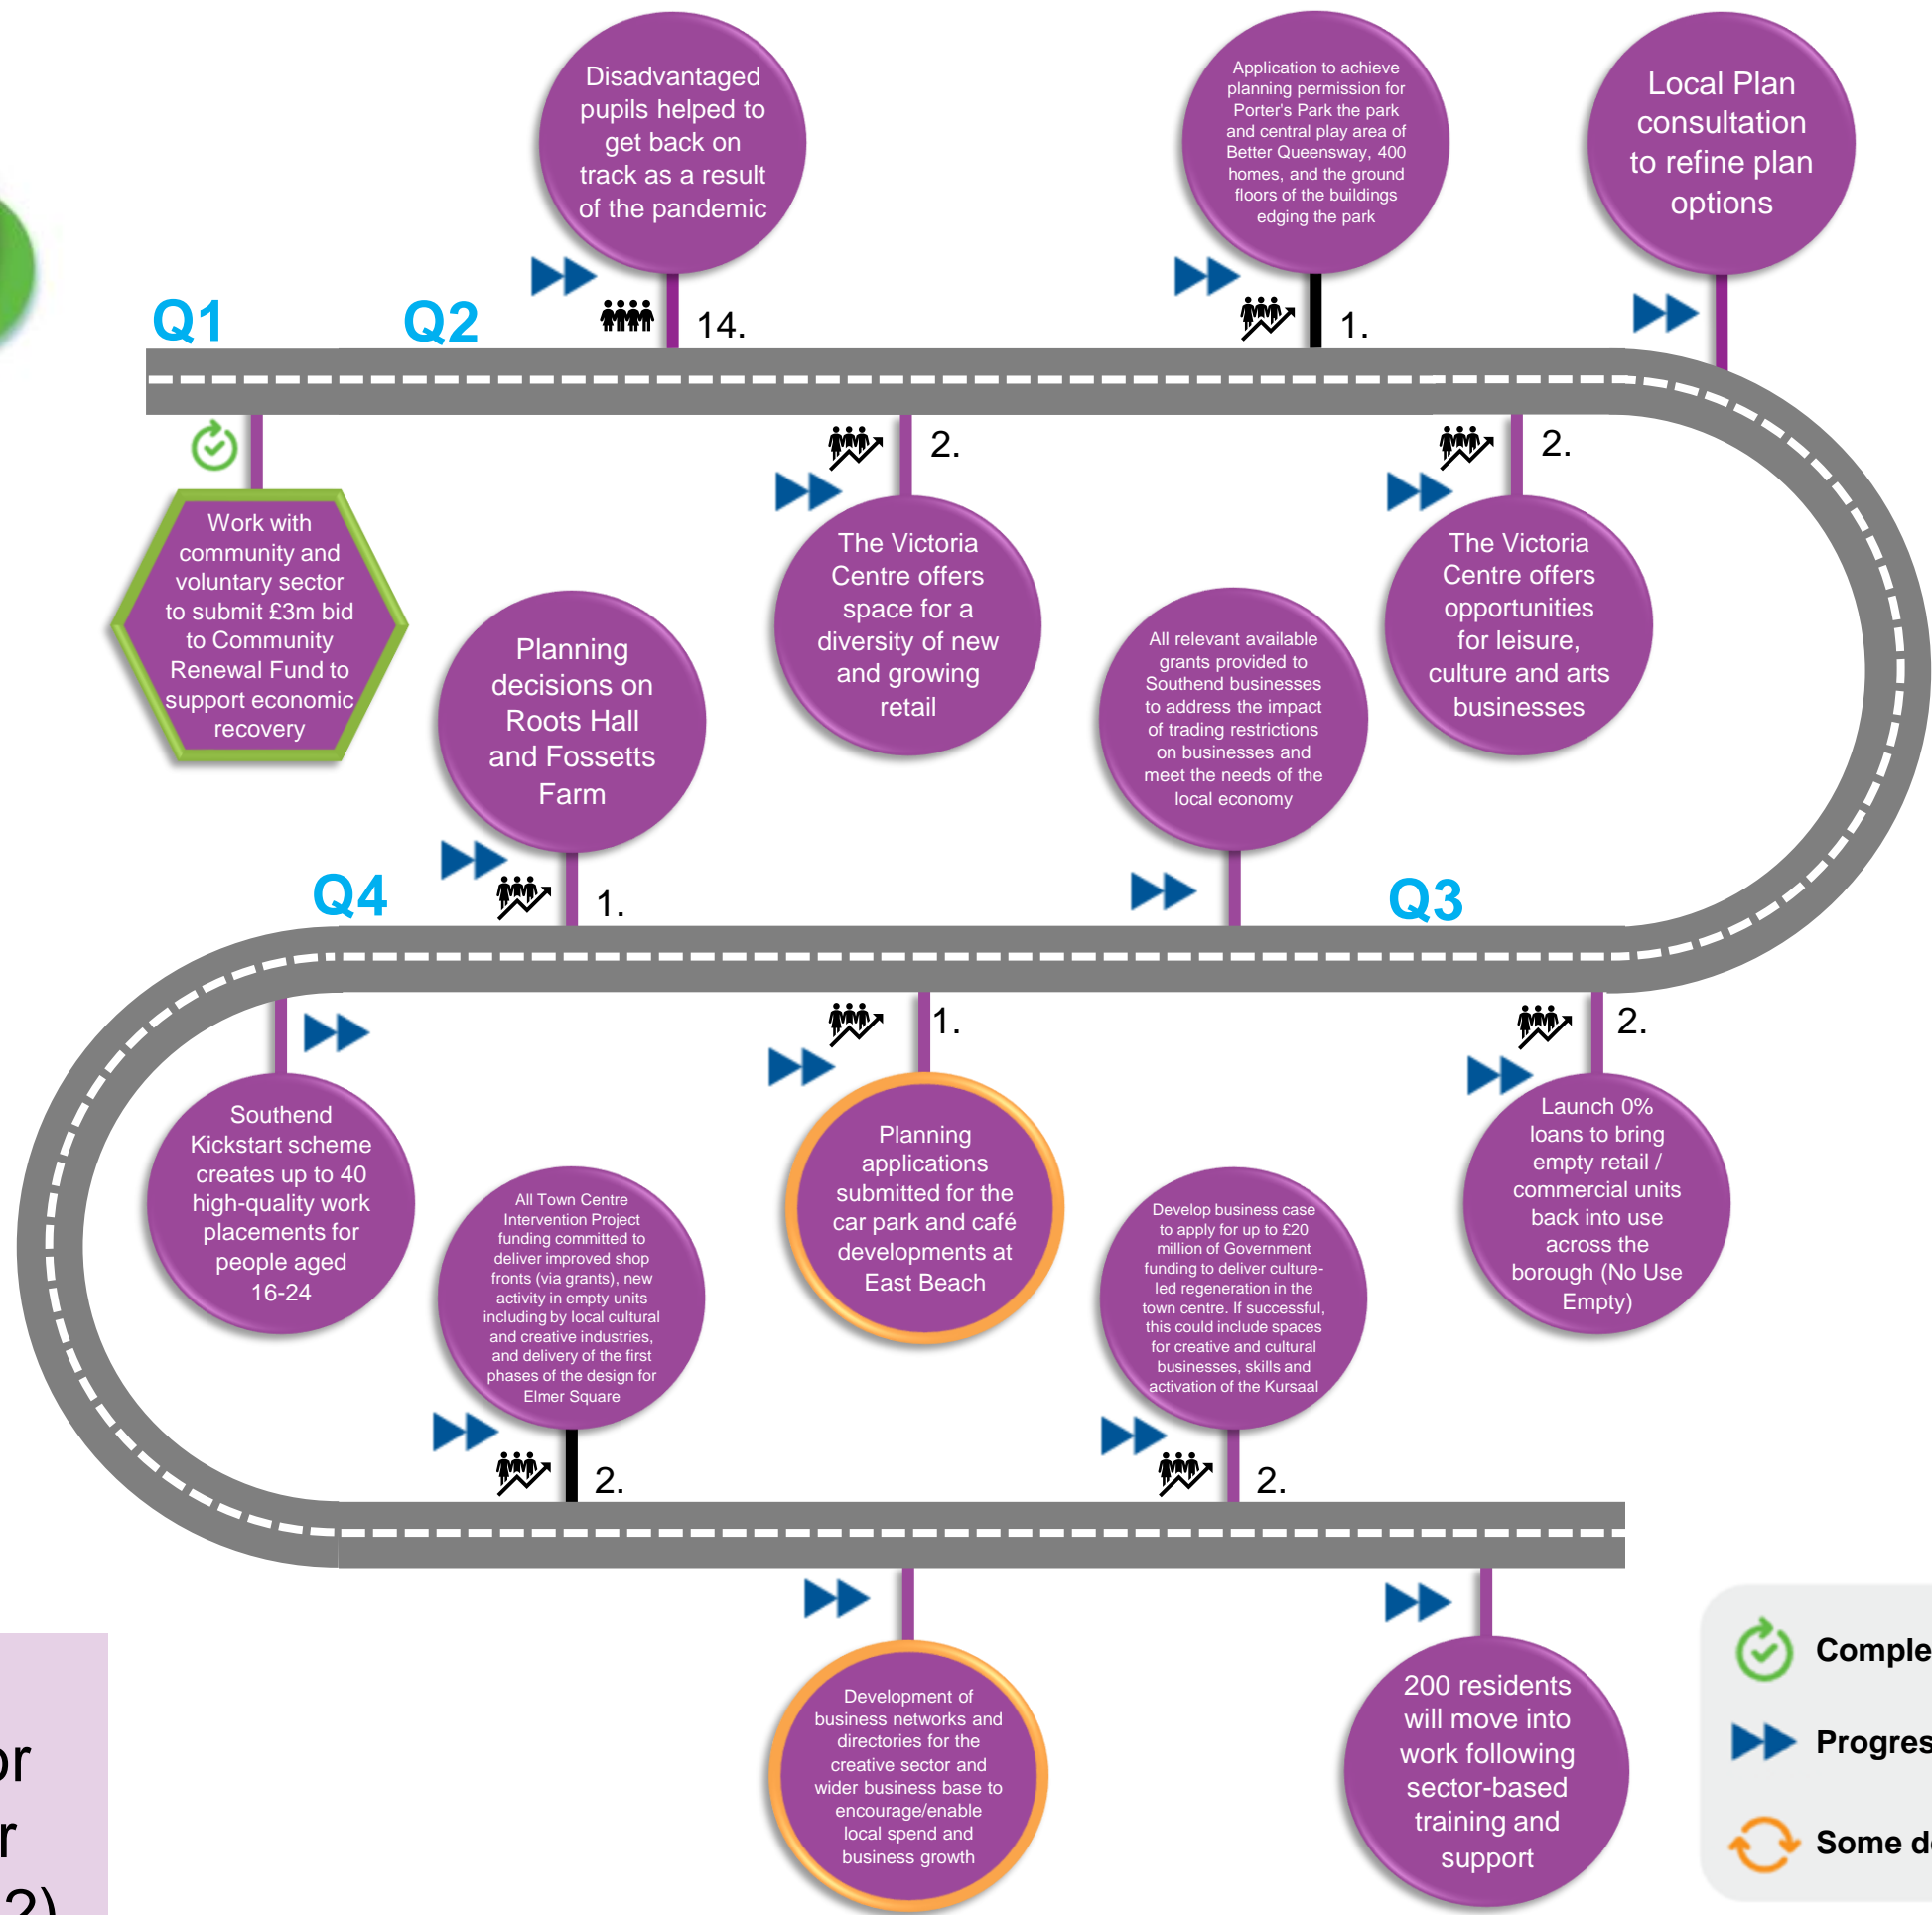 Disadvantaged
pupils helped to
get back on
track as a result
of the pandemic
Application to achieve
planning permission for
Porter's Park the park
and central play area of
Better Queensway, 400
homes, and the ground
floors of the buildings
edging the park
Local Plan
consultation
to refine plan
options
Q1
Q2
14.
1.
2.
2.
Work with
community and
voluntary sector
to submit £3m bid
to Community
Renewal Fund to
support economic
recovery
Planning
decisions on
Roots Hall
and Fossetts
Farm
The Victoria
Centre offers
space for a
diversity of new
and growing
retail
All relevant available
grants provided to
Southend businesses
to address the impact
of trading restrictions
on businesses and
meet the needs of the
local economy
The Victoria
Centre offers
opportunities
for leisure,
culture and arts
businesses
Q4
1.
Q3
1.
2.
Southend
Kickstart scheme
creates up to 40
high-quality work
placements for
people aged
16-24
All Town Centre
Intervention Project
funding committed to
deliver improved shop
fronts (via grants), new
activity in empty units
including by local cultural
and creative industries,
and delivery of the first
phases of the design for
Elmer Square
Planning
applications
submitted for the
car park and café
developments at
East Beach
Develop business case
to apply for up to £20
million of Government
funding to deliver culture-
led regeneration in the
town centre. If successful,
this could include spaces
for creative and cultural
businesses, skills and
activation of the Kursaal
Launch 0%
loans to bring
empty retail /
commercial units
back into use
across the
borough (No Use
Empty)
2.
2.
Development of
business networks and
directories for the
creative sector and
wider business base to
encourage/enable
local spend and
business growth
200 residents
will move into
work following
sector-based
training and
support
Comple
Progres
Some d
or
r
2)